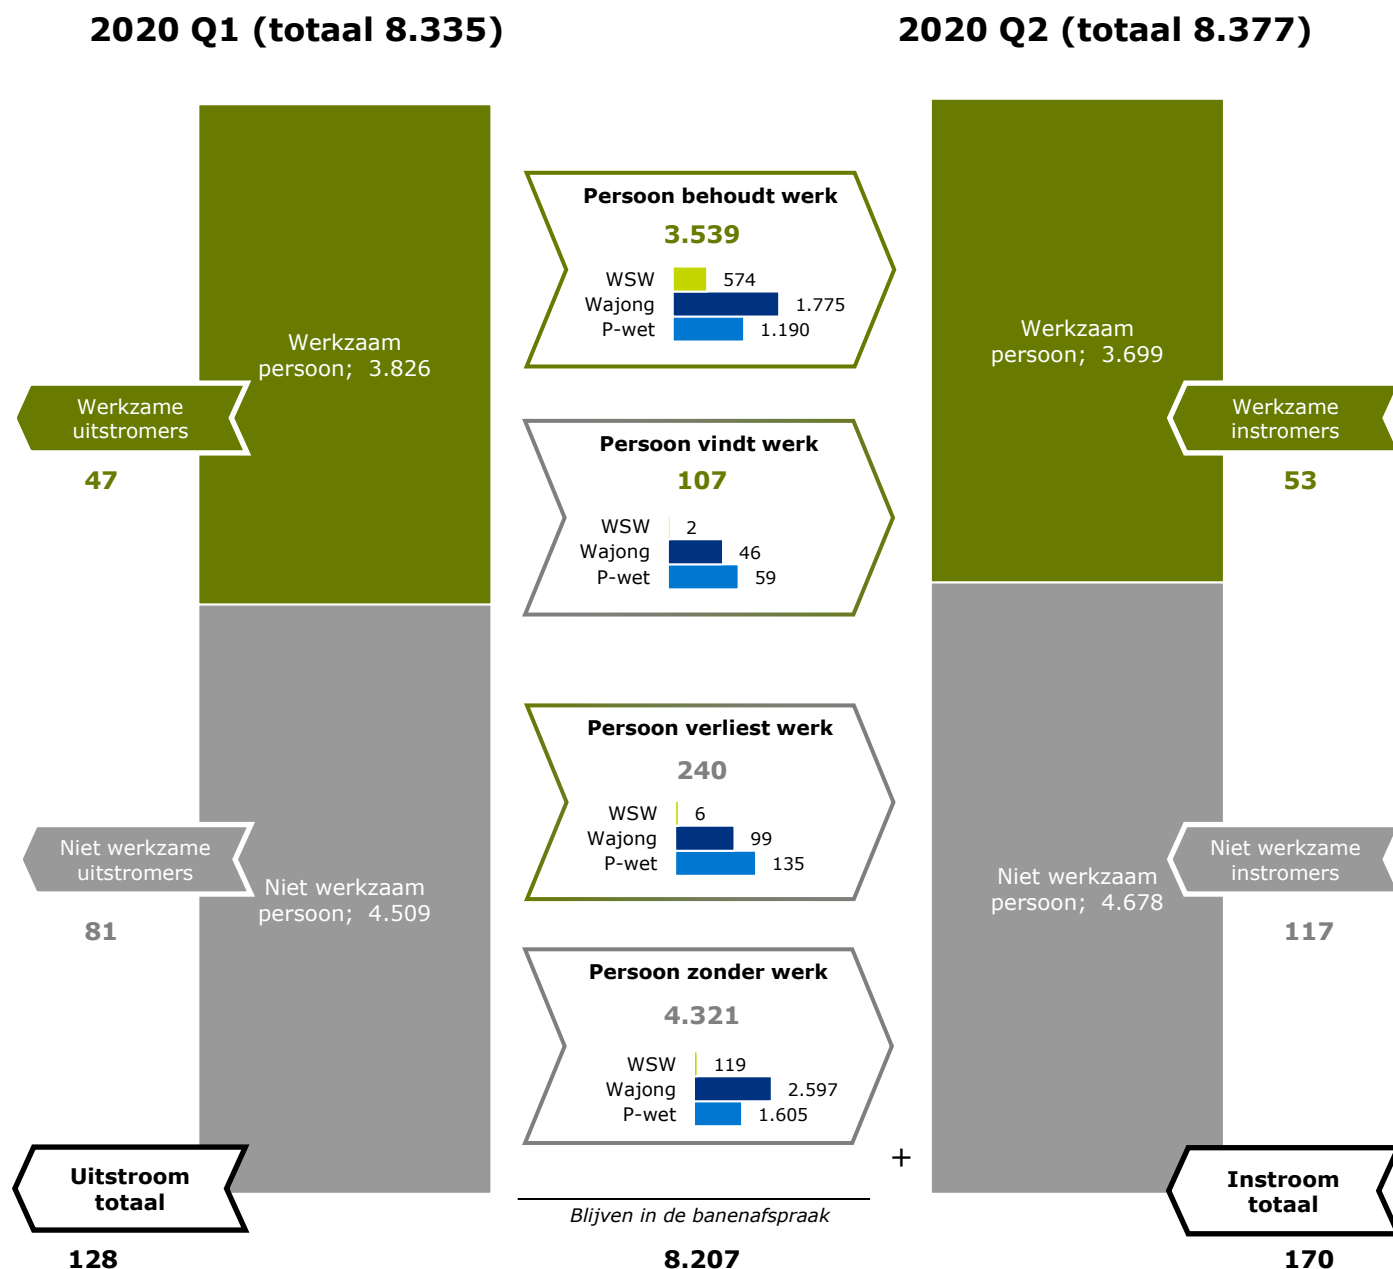 2020 Q1 (totaal 8.335)
2020 Q2 (totaal 8.377)
Werkzaam
persoon; 3.826
Werkzame
uitstromers
47
Niet werkzaam
persoon; 4.509
Niet werkzame
uitstromers
81
Uitstroom
totaal
128
Persoon behoudt werk
3.539
WSW 574
Wajong 1.775
P-wet 1.190
Persoon vindt werk
107
WSW 2
Wajong 46
P-wet 59
Persoon verliest werk
240
WSW 6
Wajong 99
P-wet 135
Persoon zonder werk
4.321
WSW 119
Wajong 2.597
P-wet 1.605
+
Blijven in de banenafspraak
8.207
Werkzaam
persoon; 3.699
Werkzame
instromers
53
Niet werkzaam
persoon; 4.678
Niet werkzame
instromers
117
Instroom
totaal
170